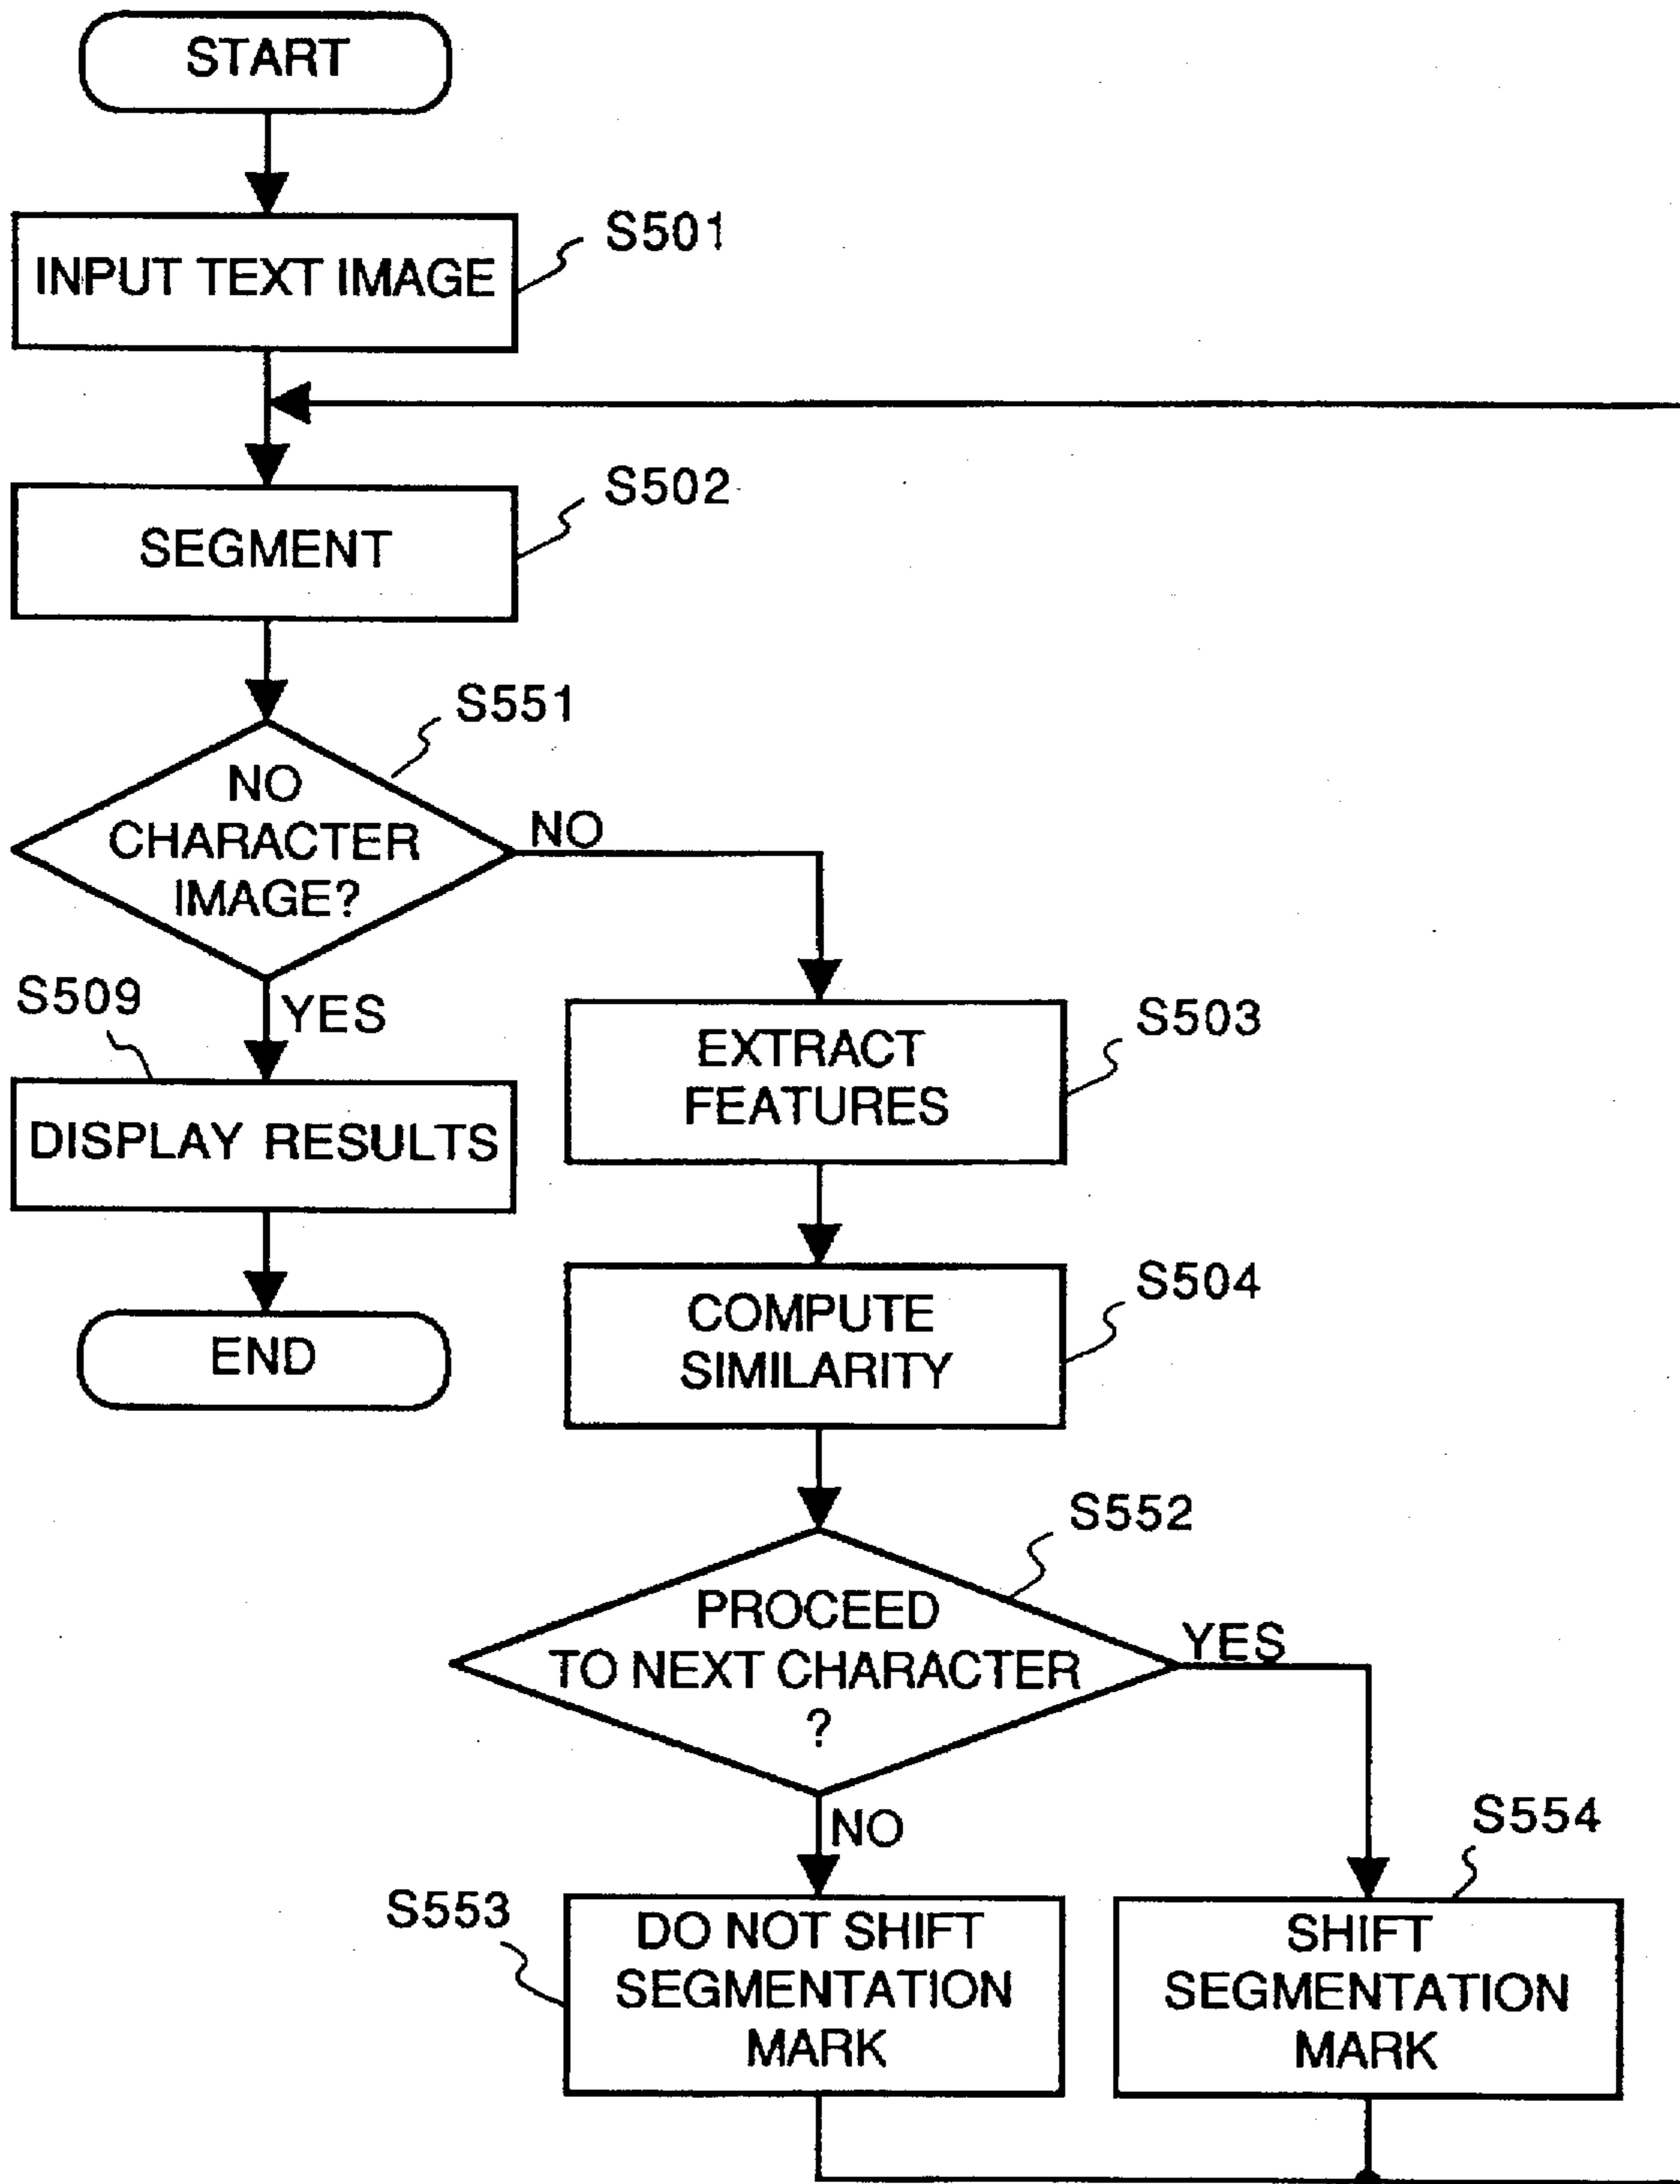 START
S501
INPUT TEXT IMAGE
S502
SEGMENT
S551
NO
CHARACTER
IMAGE?
NO
S509
YES
DISPLAY RESULTS
END
S503
EXTRACT
FEATURES
S504
COMPUTE
SIMILARITY
S552
PROCEED
TO NEXT CHARACTER
?
YES
NO
S553
DO NOT SHIFT
SEGMENTATION
MARK
S554
SHIFT
SEGMENTATION
MARK